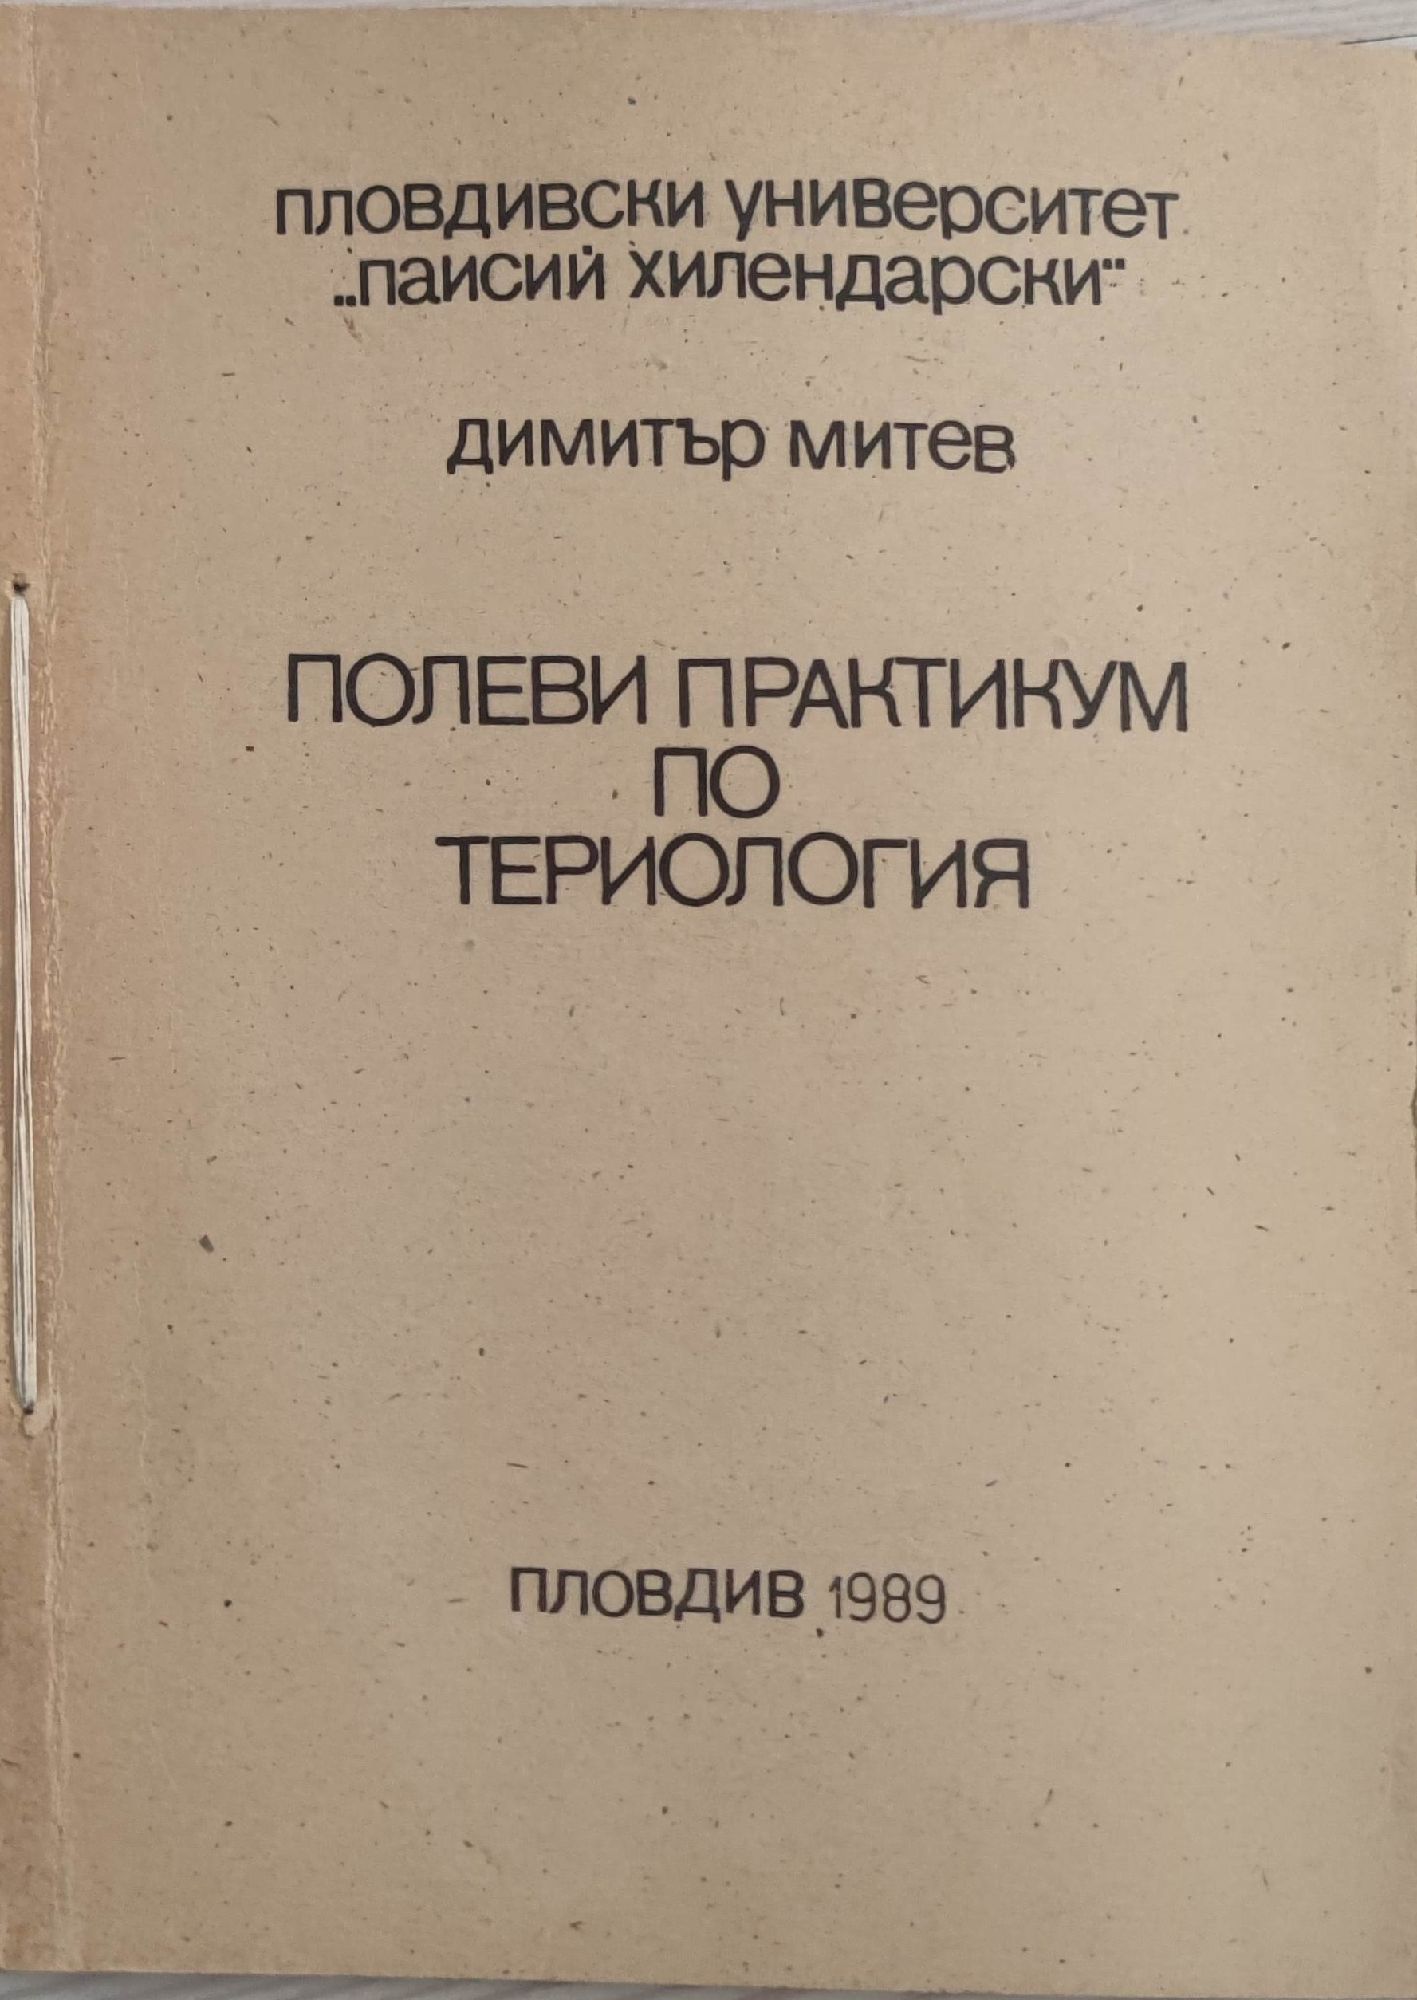 ПЛОВДИВСКИ УНИВЕРСИТЕТ
„ПАИСИЙ ХИЛЕНДАРСКИ“
ДИМИТЪР МИТЕВ
ПОЛЕВИ ПРАКТИКУМ
ПО
ТЕРИОЛОГИЯ
ПЛОВДИВ 1989